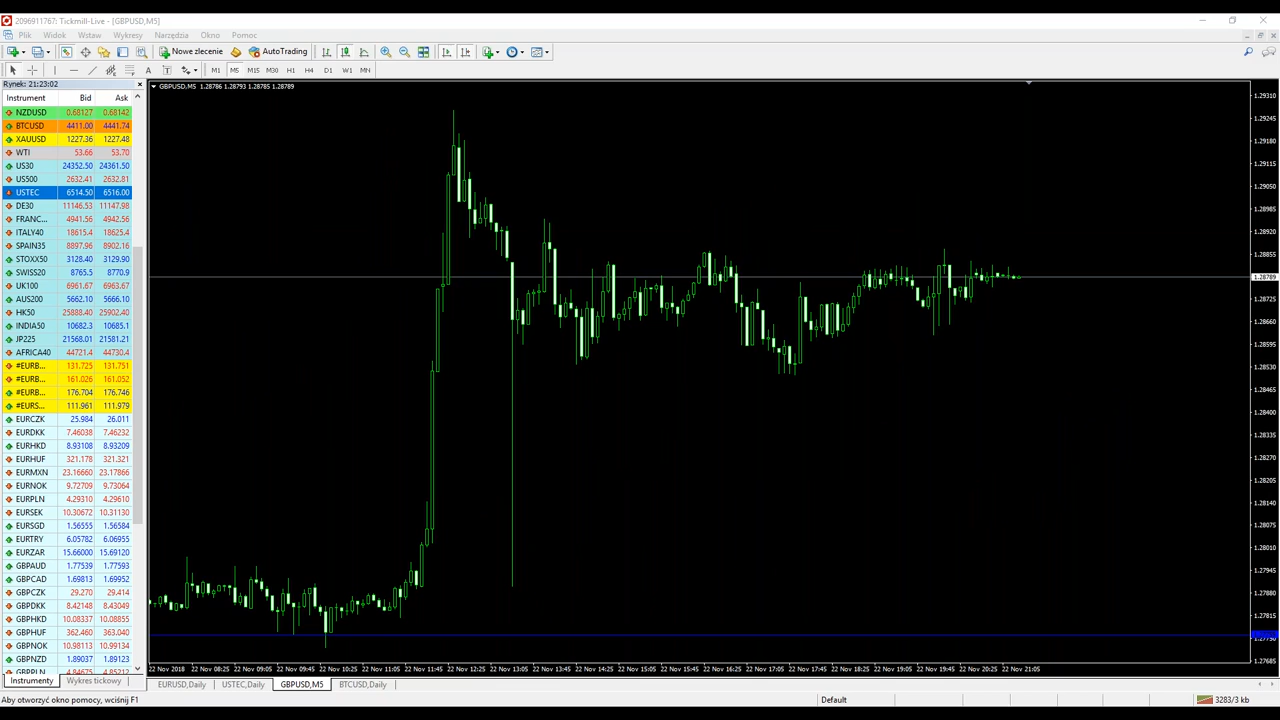 2096911767: Tickmill-Live - [GBPUSD,M5]
Plik Widok Wstaw Wykresy Narzędzia Okno Pomoc
Nowe zlecenie AutoTrading
M1 M5 M15 M30 H1 H4 D1 W1 MN
Rynek: 21:23:02
Instrument Bid Ask
NZDUSD 0.68127 0.68142
BTCUSD 4411.00 4441.74
XAUUSD 1227.36 1227.48
WTI 53.66 53.70
US30 24352.50 24361.50
US500 2632.41 2632.81
USTEC 6514.50 6516.00
DE30 11146.53 11147.98
FRANC... 4941.56 4942.56
ITALY40 18615.4 18625.4
SPAIN35 8897.96 8902.16
STOXX50 3128.40 3129.90
SWISS20 8765.5 8770.9
UK100 6961.67 6963.67
AUS200 5662.10 5666.10
HK50 25888.40 25902.40
INDIA50 10682.3 10685.1
JP225 21568.01 21581.21
AFRICA40 44721.4 44730.4
#EURB... 131.725 131.751
#EURB... 161.026 161.052
#EURB... 176.704 176.746
#EURS... 111.961 111.979
EURCZK 25.984 26.011
EURDKK 7.46038 7.46232
EURHKD 8.93108 8.93209
EURHUF 321.178 321.321
EURMXN 23.16660 23.17866
EURNOK 9.72709 9.73064
EURPLN 4.29310 4.29610
EURSEK 10.30672 10.31130
EURSGD 1.56555 1.56584
EURTRY 6.05782 6.06955
EURZAR 15.66000 15.69120
GBPAUD 1.77539 1.77593
GBPCAD 1.69813 1.69952
GBPCZK 29.270 29.414
GBPDKK 8.42148 8.43049
GBPHKD 10.08337 10.08855
GBPHUF 362.460 363.040
GBPNOK 10.98113 10.99134
GBPNZD 1.89037 1.89123
GBPPLN 4.84675 4.85212
Instrumenty Wykres tickowy
GBPUSD,M5 1.28786 1.28793 1.28785 1.28789
1.29310
1.29245
1.29180
1.29115
1.29050
1.28985
1.28920
1.28855
1.28789
1.28725
1.28660
1.28595
1.28530
1.28465
1.28400
1.28335
1.28270
1.28205
1.28140
1.28075
1.28010
1.27945
1.27880
1.27815
1.27750
1.27685
22 Nov 2018 22 Nov 08:25 22 Nov 09:05 22 Nov 09:45 22 Nov 10:25 22 Nov 11:05 22 Nov 11:45 22 Nov 12:25 22 Nov 13:05 22 Nov 13:45 22 Nov 14:25 22 Nov 15:05 22 Nov 15:45 22 Nov 16:25 22 Nov 17:05 22 Nov 17:45 22 Nov 18:25 22 Nov 19:05 22 Nov 19:45 22 Nov 20:25 22 Nov 21:05
EURUSD,Daily USTEC,Daily GBPUSD,M5 BTCUSD,Daily
Aby otworzyć okno pomocy, wciśnij F1 Default 3283/3 kb